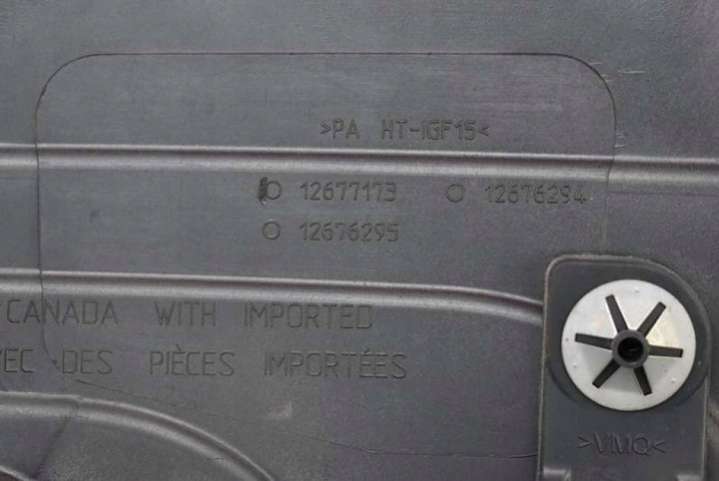 >PA HT-IGF15<
12677173 12676294
12676295
CANADA WITH IMPORTED
DES PIÈCES IMPORTÉES
>VMQ<